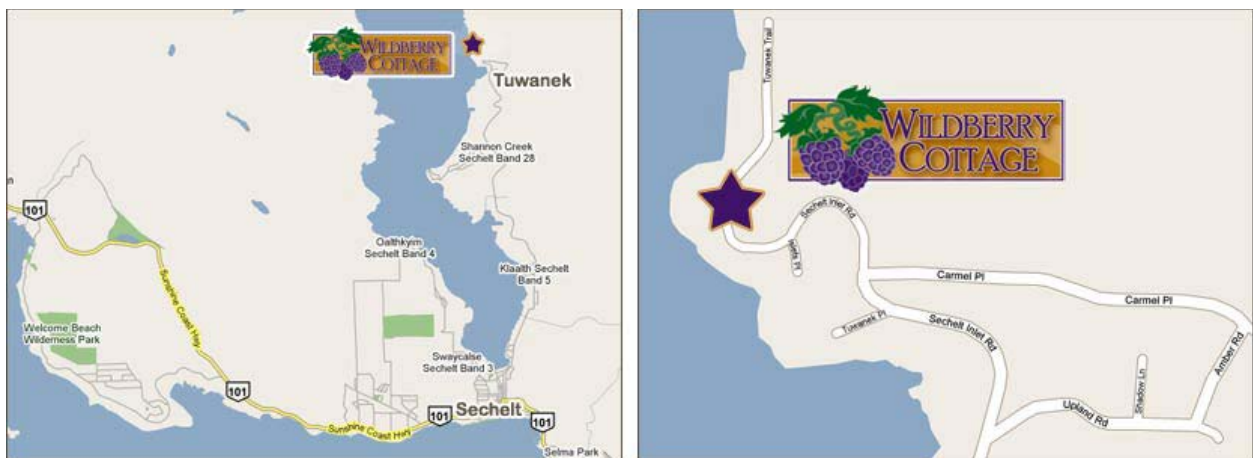 WILDBERRY
COTTAGE
Tuwanek
Shannon Creek
Sechelt Band 28
101
Oalthkyim
Sechelt Band 4
Klaalth Sechelt
Band 5
Sunshine Coast Hwy
Welcome Beach
Wilderness Park
Swaycalse
Sechelt Band 3
101
Sechelt
101
101
Sunshine Coast Hwy
Selma Park
Tuwanek Trail
WILDBERRY
COTTAGE
Sechelt Inlet Rd
Inlets Pl
Carmel Pl
Carmel Pl
Tuwanek Pl
Sechelt Inlet Rd
Amber Rd
Shadow Ln
Upland Rd